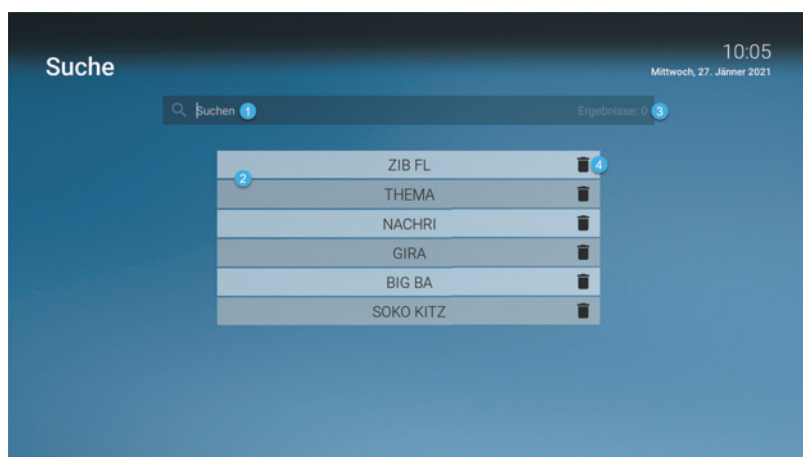 10:05
Suche
Mittwoch, 27. Jänner 2021
Suchen 1 Ergebnisse: 0 3
ZIB FL 4
2
THEMA
NACHRI
GIRA
BIG BA
SOKO KITZ